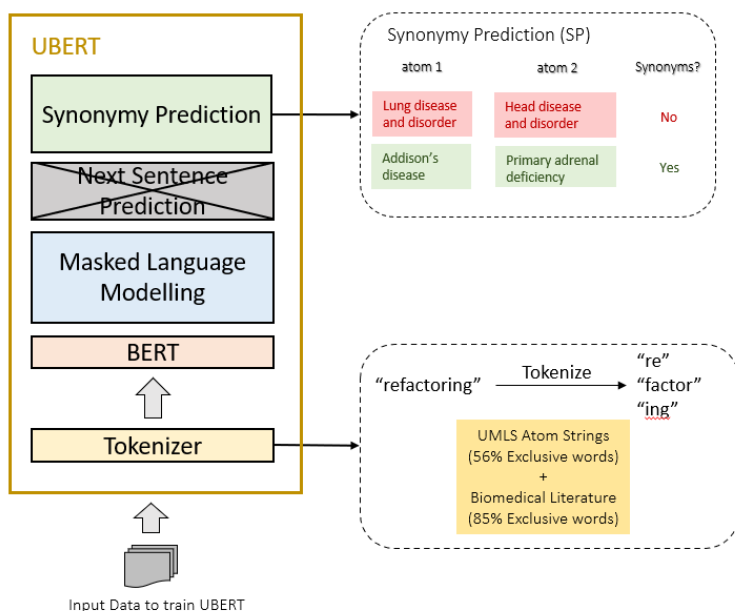 UBERT
Synonymy Prediction
Next Sentence
Prediction
Masked Language
Modelling
BERT
Tokenizer
Input Data to train UBERT
Synonymy Prediction (SP)
atom 1 atom 2 Synonyms?
Lung disease
and disorder
Head disease
and disorder
No
Addison's
disease
Primary adrenal
deficiency
Yes
"refactoring"
Tokenize
"re"
"factor"
"ing"
UMLS Atom Strings
(56% Exclusive words)
+
Biomedical Literature
(85% Exclusive words)